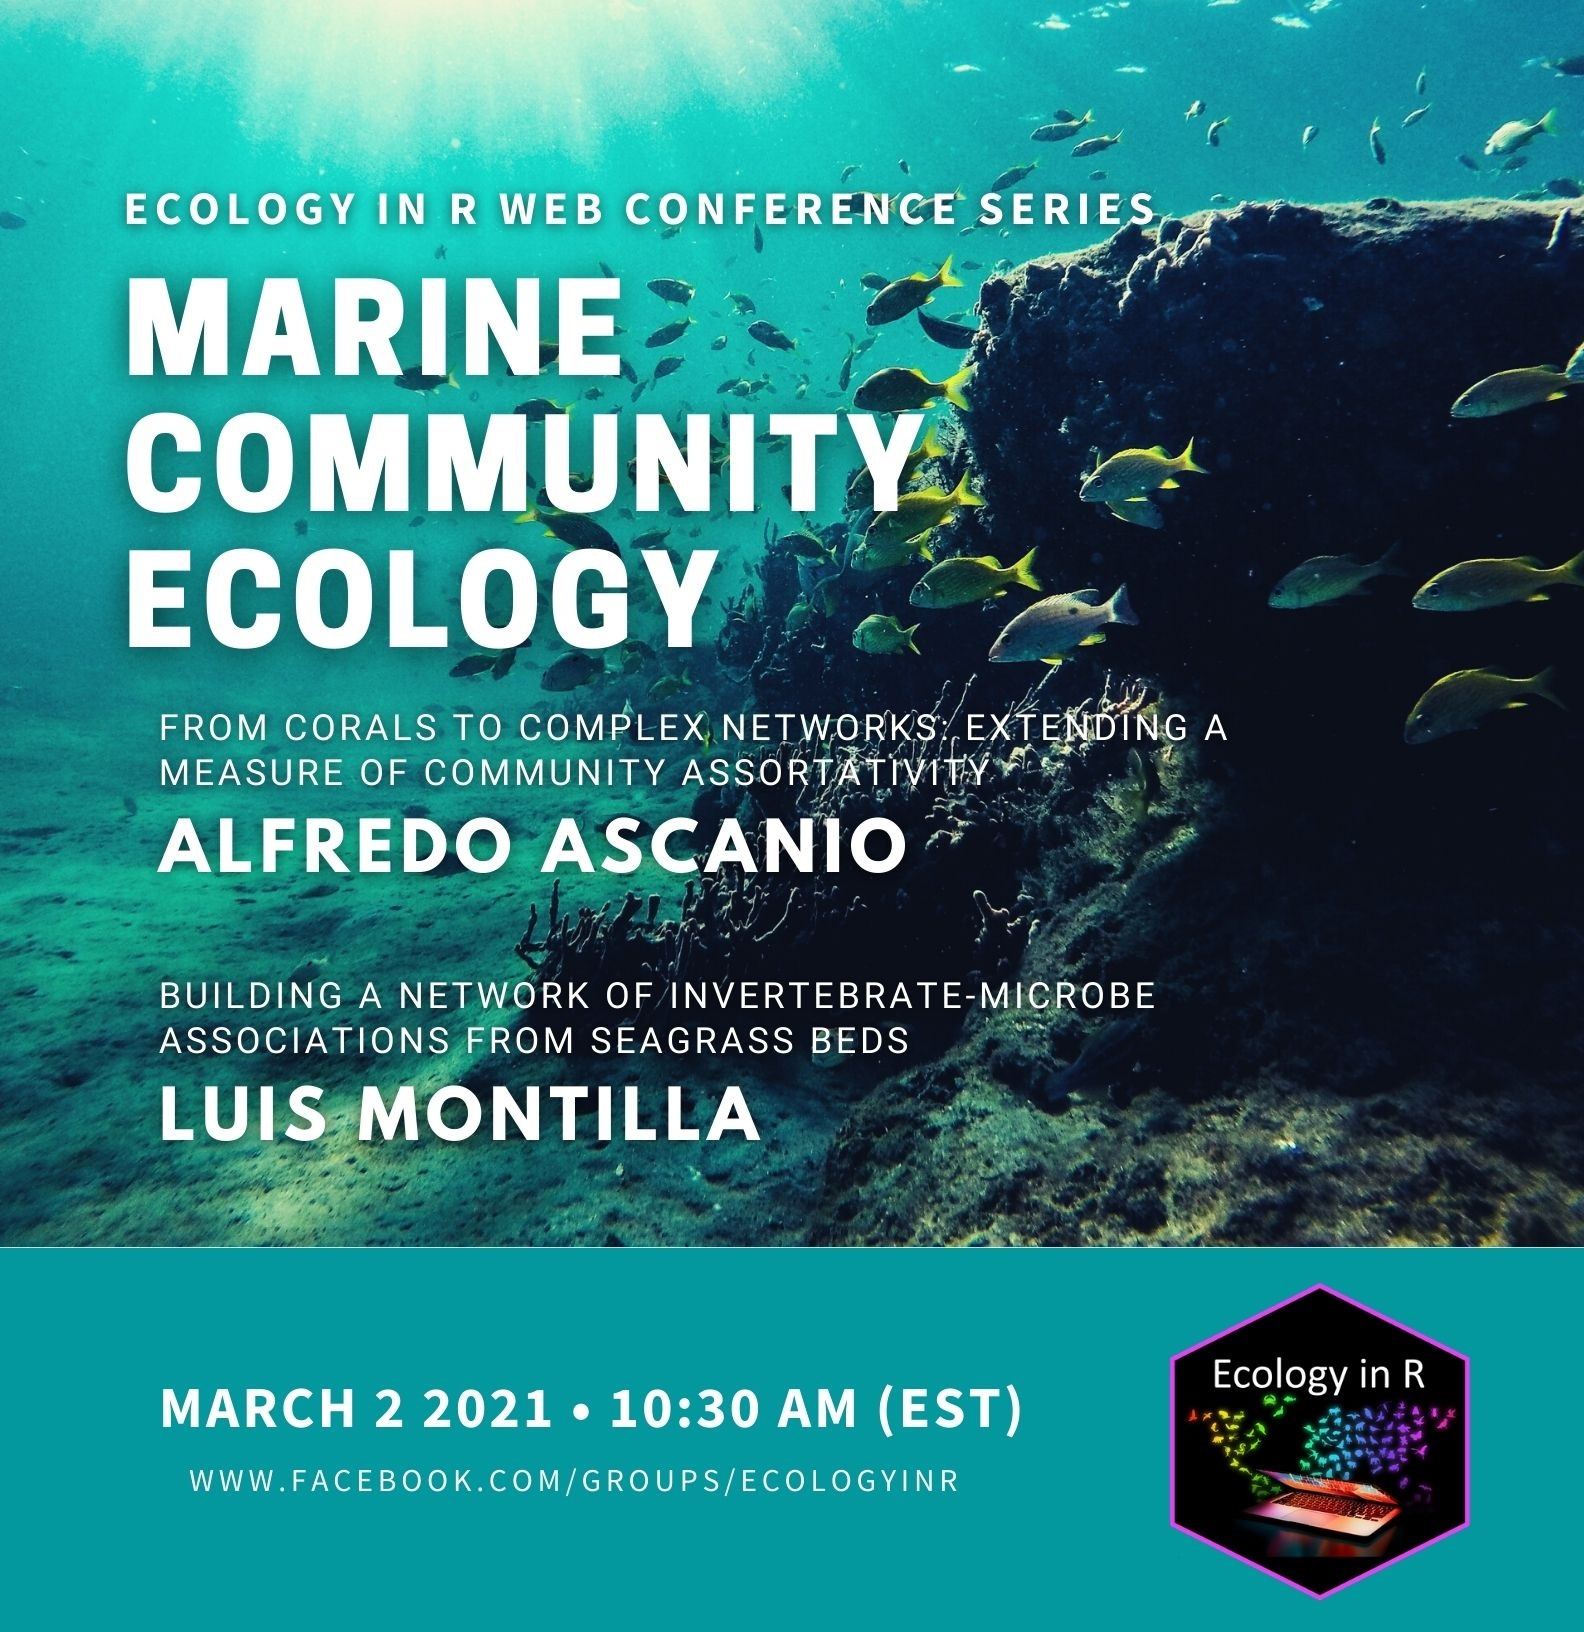 ECOLOGY IN R WEB CONFERENCE SERIES
MARINE
COMMUNITY
ECOLOGY
FROM CORALS TO COMPLEX NETWORKS: EXTENDING A
MEASURE OF COMMUNITY ASSORTATIVITY
ALFREDO ASCANIO
BUILDING A NETWORK OF INVERTEBRATE-MICROBE
ASSOCIATIONS FROM SEAGRASS BEDS
LUIS MONTILLA
MARCH 2 2021 • 10:30 AM (EST)
WWW.FACEBOOK.COM/GROUPS/ECOLOGYINR
Ecology in R